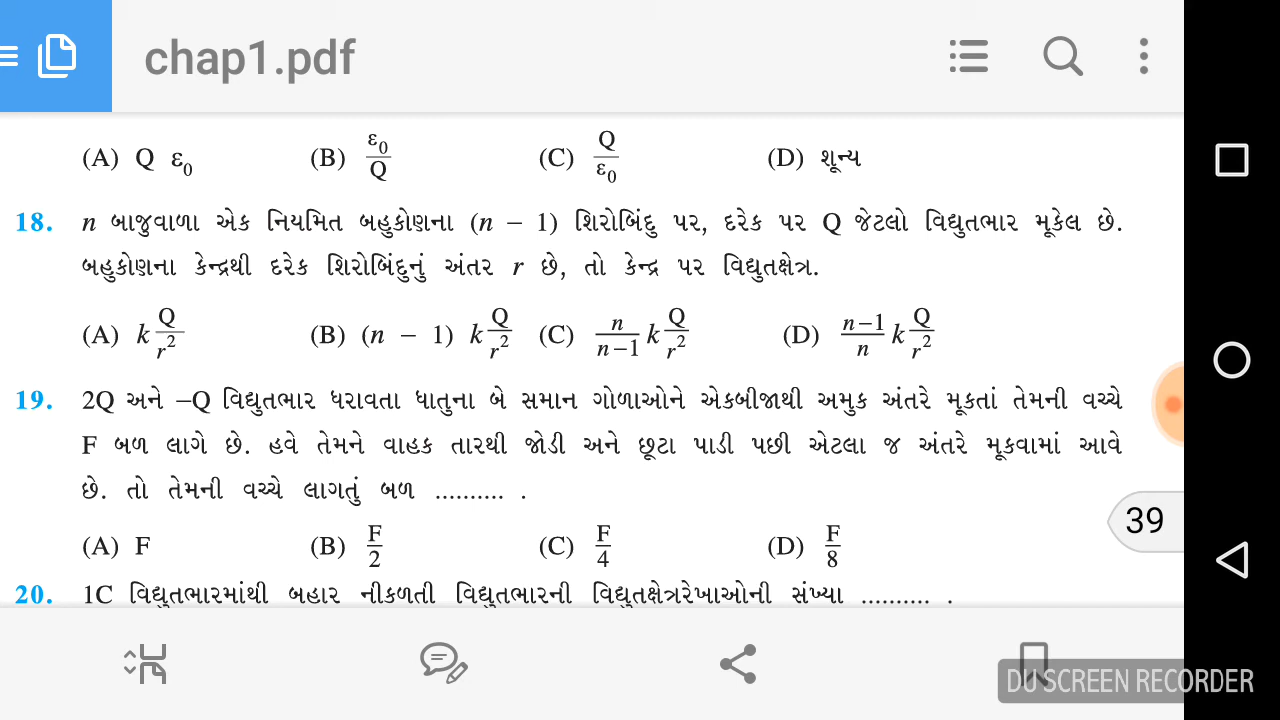 chap1.pdf
(A) Q ε₀ (B) ε₀/Q (C) Q/ε₀ (D) શૂન્ય
18. n બાજુવાળા એક નિયમિત બહુકોણના (n − 1) શિરોબિંદુ પર, દરેક પર Q જેટલો વિદ્યુતભાર મૂકેલ છે.
બહુકોણના કેન્દ્રથી દરેક શિરોબિંદુનું અંતર r છે, તો કેન્દ્ર પર વિદ્યુતક્ષેત્ર.
(A) k Q/r² (B) (n − 1) k Q/r² (C) n/(n−1) k Q/r² (D) (n−1)/n k Q/r²
19. 2Q અને −Q વિદ્યુતભાર ધરાવતા ધાતુના બે સમાન ગોળાઓને એકબીજાથી અમુક અંતરે મૂકતાં તેમની વચ્ચે
F બળ લાગે છે. હવે તેમને વાહક તારથી જોડી અને છૂટા પાડી પછી એટલા જ અંતરે મૂકવામાં આવે
છે. તો તેમની વચ્ચે લાગતું બળ .......... .
(A) F (B) F/2 (C) F/4 (D) F/8
39
20. 1C વિદ્યુતભારમાંથી બહાર નીકળતી વિદ્યુતભારની વિદ્યુતક્ષેત્રરેખાઓની સંખ્યા .......... .
DU SCREEN RECORDER